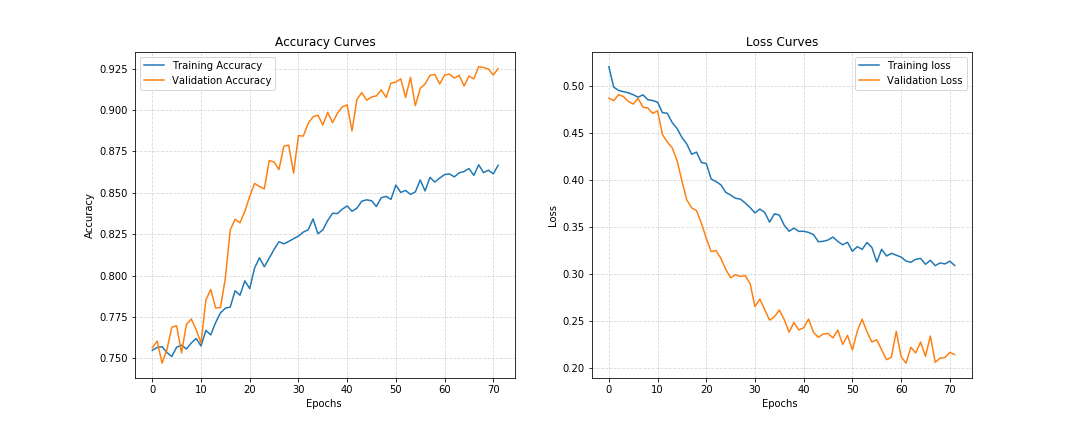 Accuracy Curves
Training Accuracy
Validation Accuracy
0.925
0.900
0.875
0.850
0.825
0.800
0.775
0.750
Accuracy
0 10 20 30 40 50 60 70
Epochs
Loss Curves
Training loss
Validation Loss
0.50
0.45
0.40
0.35
0.30
0.25
0.20
Loss
0 10 20 30 40 50 60 70
Epochs